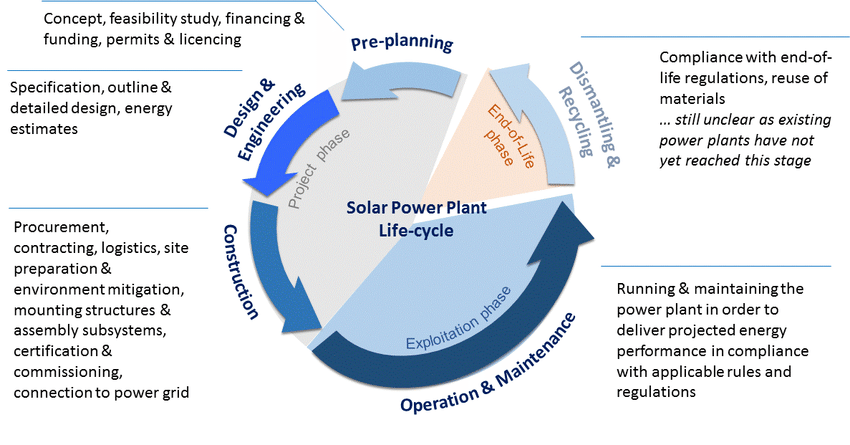 Concept, feasibility study, financing &
funding, permits & licencing
Pre-planning
Specification, outline &
detailed design, energy
estimates
Design &
Engineering
Project phase
Procurement,
contracting, logistics, site
preparation &
environment mitigation,
mounting structures &
assembly subsystems,
certification &
commissioning,
connection to power grid
Construction
Solar Power Plant
Life-cycle
Exploitation phase
Operation & Maintenance
Running & maintaining the
power plant in order to
deliver projected energy
performance in compliance
with applicable rules and
regulations
End-of-Life
phase
Dismantling &
Recycling
Compliance with end-of-
life regulations, reuse of
materials
... still unclear as existing
power plants have not
yet reached this stage